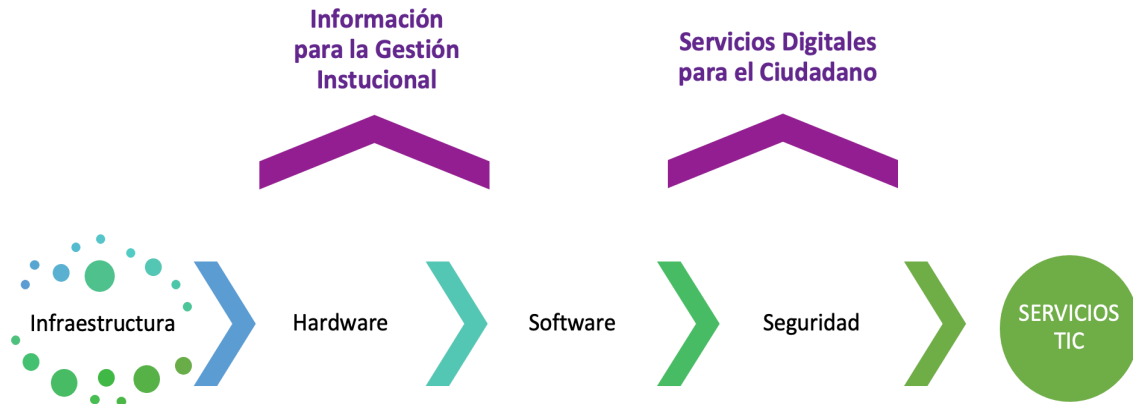 Información
para la Gestión
Instucional
Servicios Digitales
para el Ciudadano
Infraestructura
Hardware
Software
Seguridad
SERVICIOS
TIC